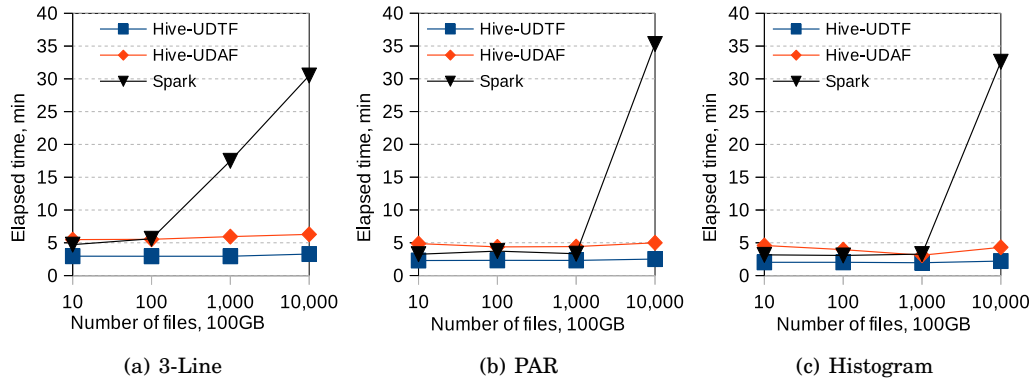 40
35
30
25
20
15
10
5
0
Elapsed time, min
Hive-UDTF
Hive-UDAF
Spark
10 100 1,000 10,000
Number of files, 100GB
(a) 3-Line
40
35
30
25
20
15
10
5
0
Elapsed time, min
Hive-UDTF
Hive-UDAF
Spark
10 100 1,000 10,000
Number of files, 100GB
(b) PAR
40
35
30
25
20
15
10
5
0
Elapsed time, min
Hive-UDTF
Hive-UDAF
Spark
10 100 1,000 10,000
Number of files, 100GB
(c) Histogram